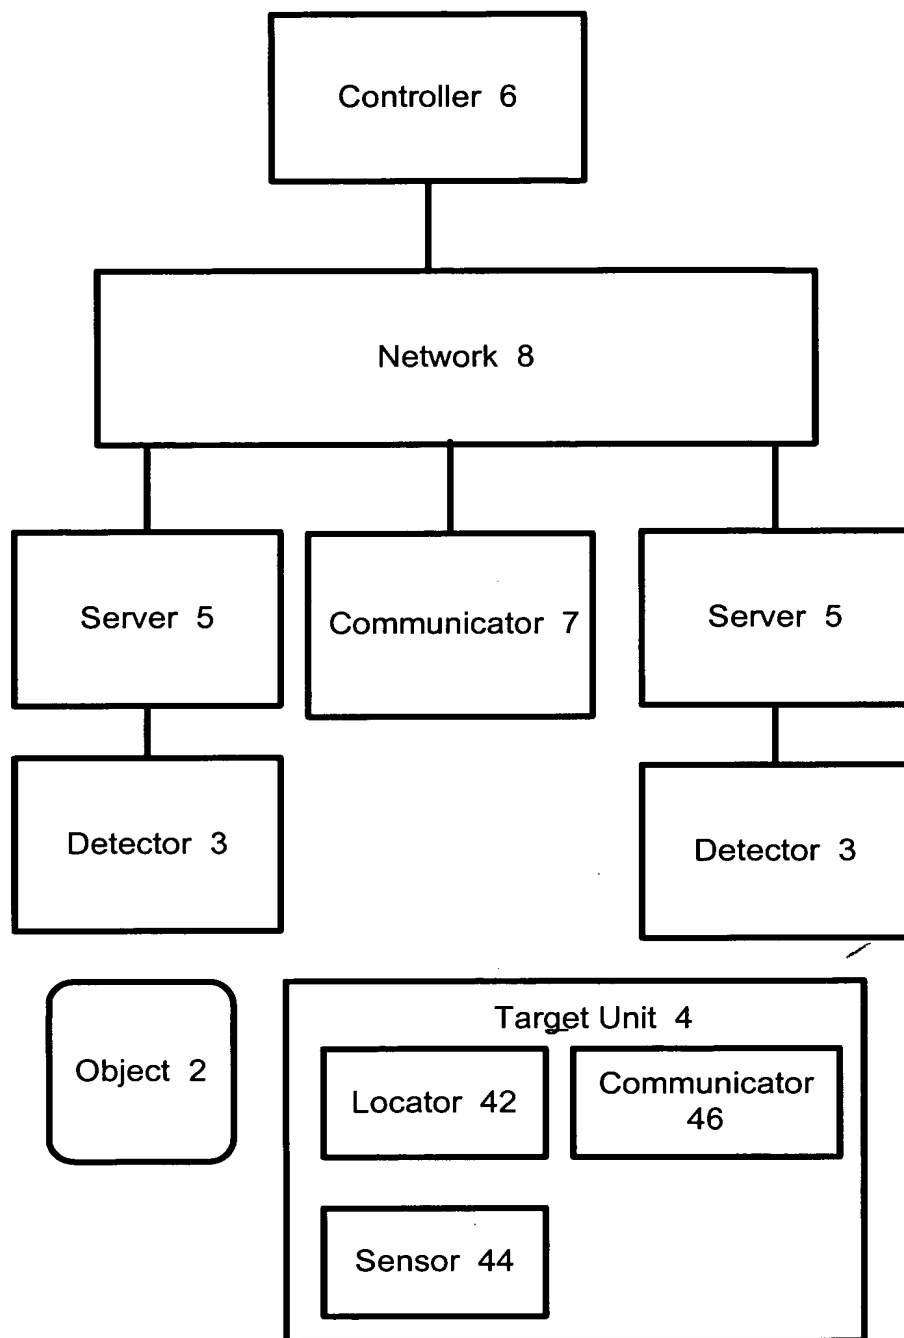 Controller 6
Network 8
Server 5
Communicator 7
Server 5
Detector 3
Detector 3
Object 2
Target Unit 4
Locator 42
Communicator
46
Sensor 44